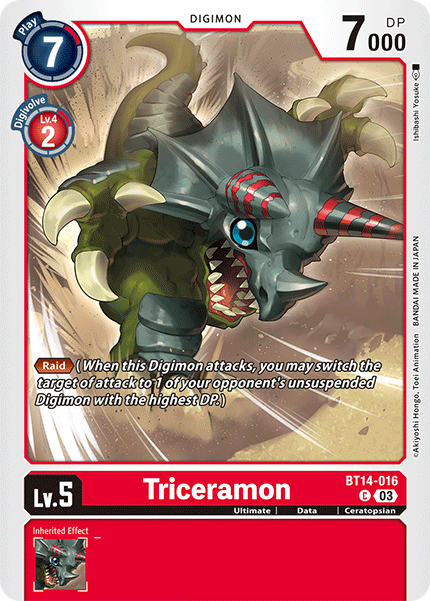 Play
7
DIGIMON
7000
DP
Digivolve
Lv.4
2
Ishibashi Yosuke
©Akiyoshi Hongo, Toei Animation BANDAI MADE IN JAPAN
Raid (When this Digimon attacks, you may switch the
target of attack to 1 of your opponent's unsuspended
Digimon with the highest DP.)
Lv.5
Triceramon
BT14-016
C 03
Ultimate | Data | Ceratopsian
Inherited Effect
–